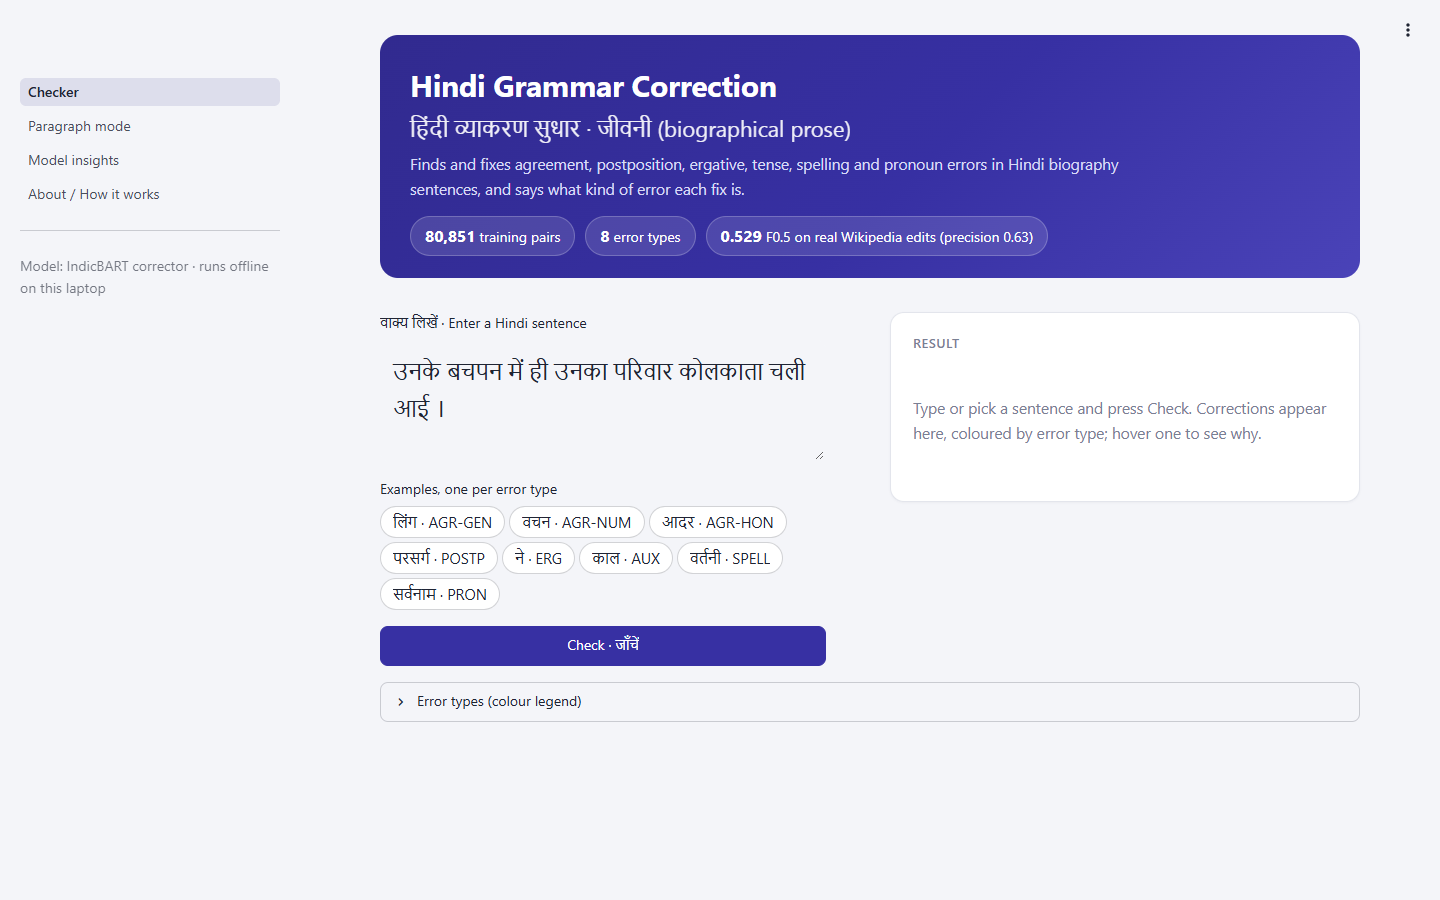 Checker
Paragraph mode
Model insights
About / How it works
Model: IndicBART corrector · runs offline
on this laptop
Hindi Grammar Correction
हिंदी व्याकरण सुधार · जीवनी (biographical prose)
Finds and fixes agreement, postposition, ergative, tense, spelling and pronoun errors in Hindi biography
sentences, and says what kind of error each fix is.
80,851 training pairs
8 error types
0.529 F0.5 on real Wikipedia edits (precision 0.63)
वाक्य लिखें · Enter a Hindi sentence
उनके बचपन में ही उनका परिवार कोलकाता चली
आई ।
Examples, one per error type
लिंग · AGR-GEN
वचन · AGR-NUM
आदर · AGR-HON
परसर्ग · POSTP
ने · ERG
काल · AUX
वर्तनी · SPELL
सर्वनाम · PRON
Check · जाँचें
RESULT
Type or pick a sentence and press Check. Corrections appear
here, coloured by error type; hover one to see why.
Error types (colour legend)